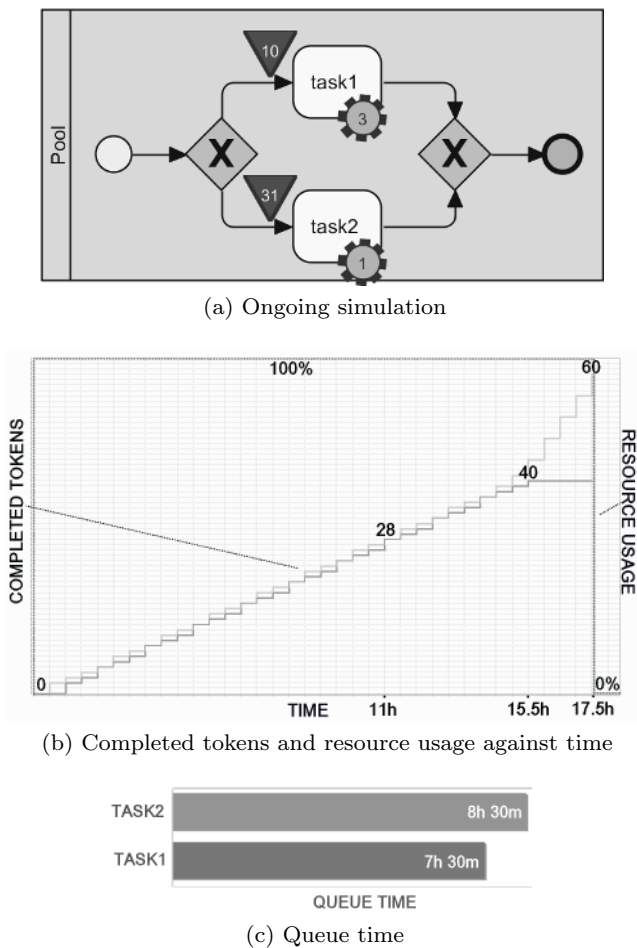 Pool
10
task1
3
X
X
31
task2
1
(a) Ongoing simulation
COMPLETED TOKENS
RESOURCE USAGE
100%
60
40
28
0
0%
TIME
11h
15.5h
17.5h
(b) Completed tokens and resource usage against time
TASK2
8h 30m
TASK1
7h 30m
QUEUE TIME
(c) Queue time